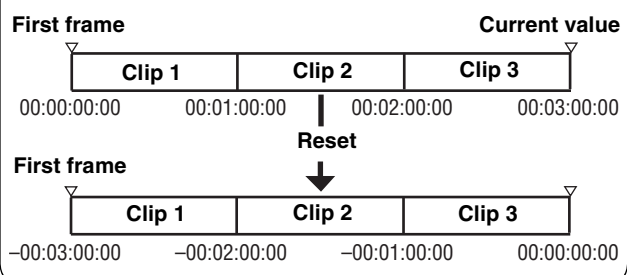 First frame Current value
Clip 1 Clip 2 Clip 3
00:00:00:00 00:01:00:00 00:02:00:00 00:03:00:00
Reset
First frame
Clip 1 Clip 2 Clip 3
–00:03:00:00 –00:02:00:00 –00:01:00:00 00:00:00:00